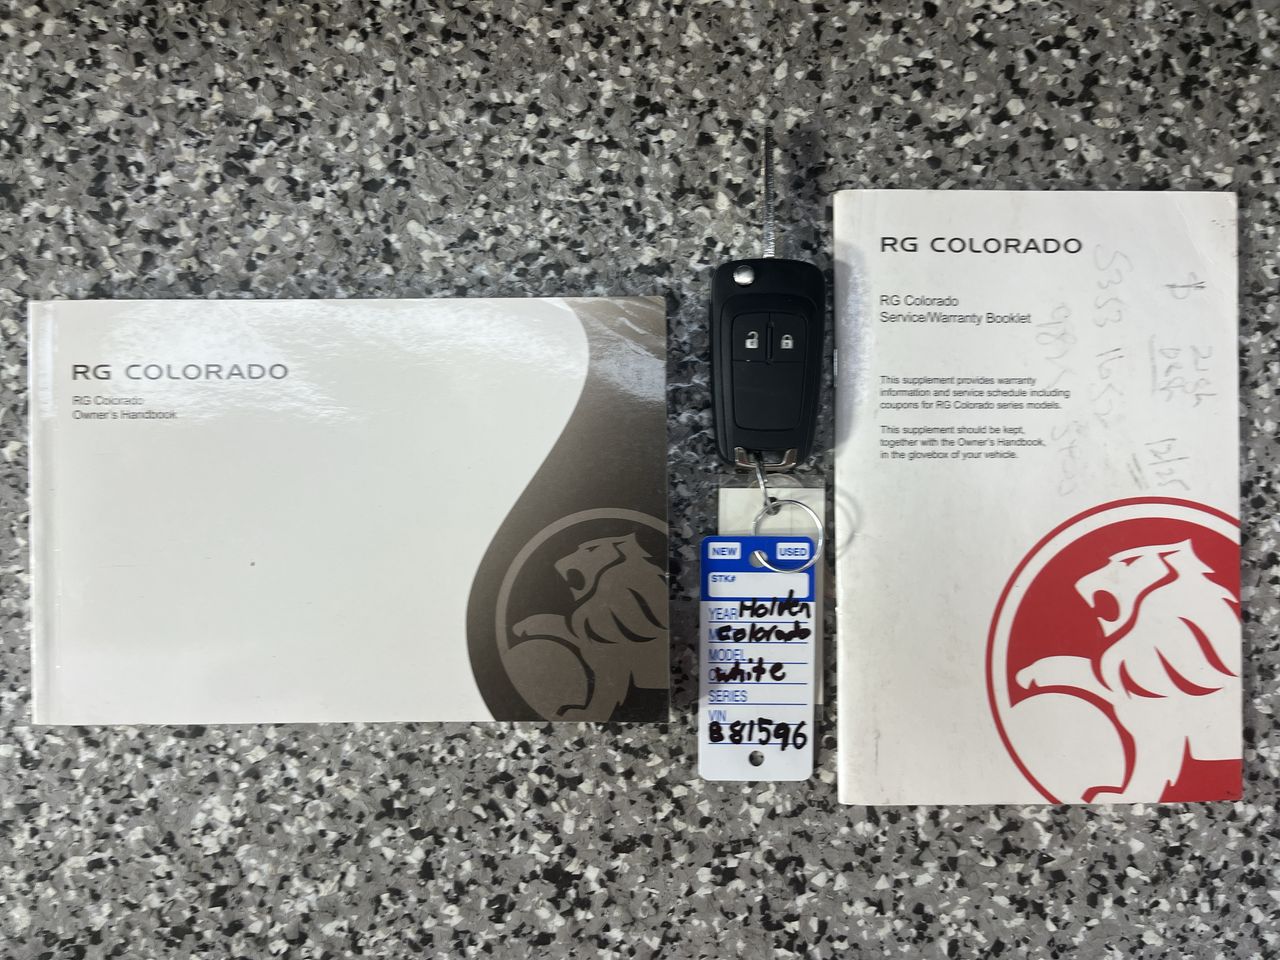 RG COLORADO
RG Colorado
Owner's Handbook
NEW USED
STK#
YEAR Holden
Colorado
MODEL
White
SERIES
VIN
B81596
RG COLORADO
RG Colorado
Service/Warranty Booklet
This supplement provides warranty
information and service schedule including
coupons for RG Colorado series models.
This supplement should be kept,
together with the Owner's Handbook,
in the glovebox of your vehicle.